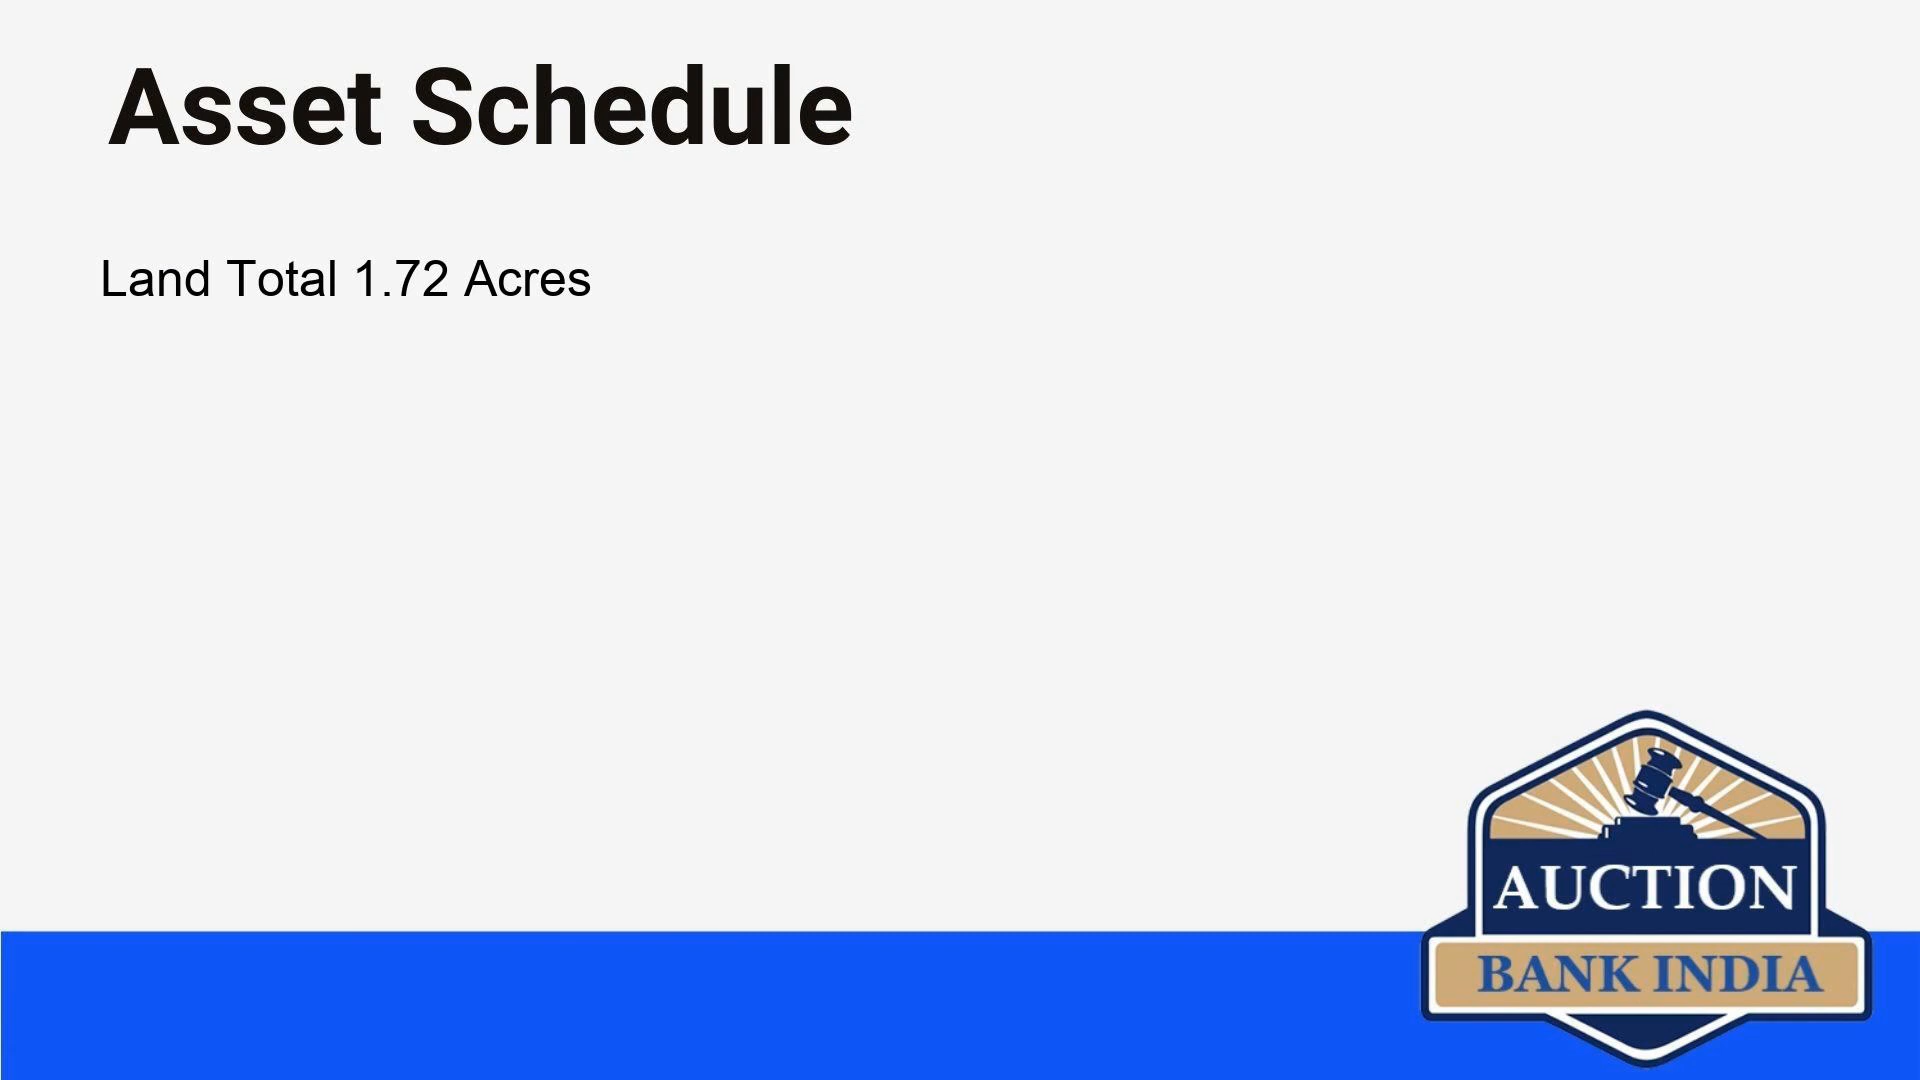 Asset Schedule
Land Total 1.72 Acres
AUCTION
BANK INDIA